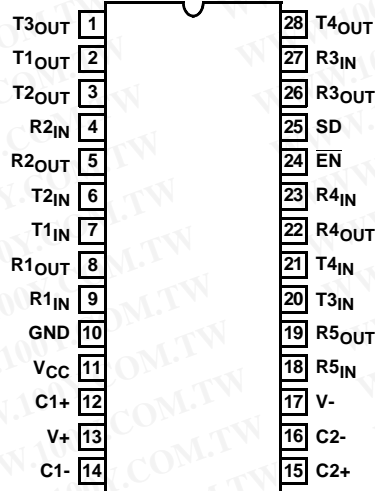 T3OUT 1 28 T4OUT
T1OUT 2 27 R3IN
T2OUT 3 26 R3OUT
R2IN 4 25 SD
R2OUT 5 24 EN
T2IN 6 23 R4IN
T1IN 7 22 R4OUT
R1OUT 8 21 T4IN
R1IN 9 20 T3IN
GND 10 19 R5OUT
VCC 11 18 R5IN
C1+ 12 17 V-
V+ 13 16 C2-
C1- 14 15 C2+